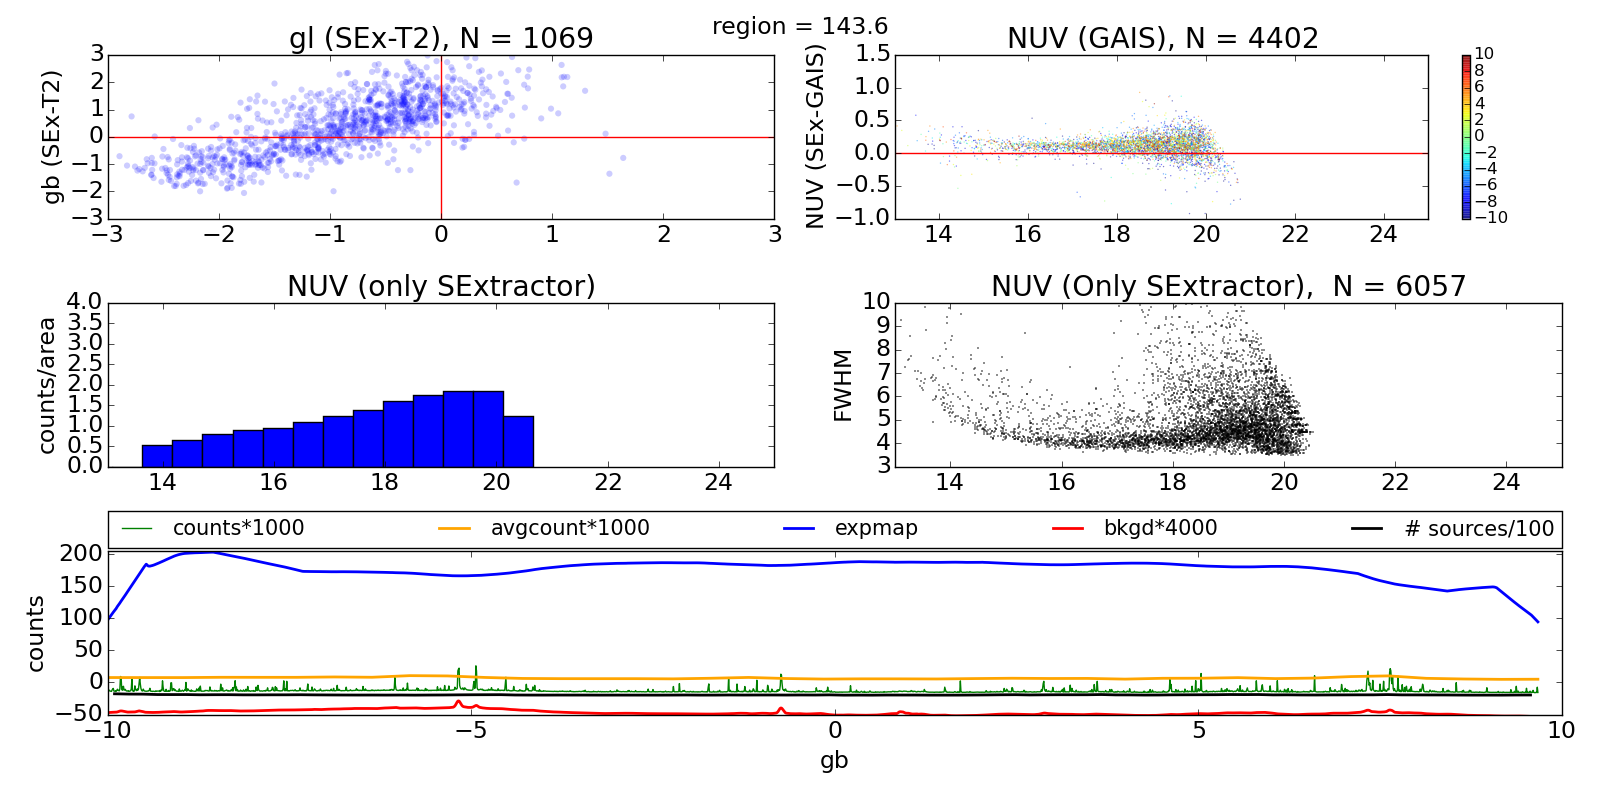 region = 143.6
gl (SEx-T2), N = 1069
gb (SEx-T2)
3
2
1
0
−1
−2
−3
−3 −2 −1 0 1 2 3
NUV (GAIS), N = 4402
NUV (SEx-GAIS)
1.5
1.0
0.5
0.0
−0.5
−1.0
14 16 18 20 22 24
10
8
6
4
2
0
−2
−4
−6
−8
−10
NUV (only SExtractor)
counts/area
4.0
3.5
3.0
2.5
2.0
1.5
1.0
0.5
0.0
14 16 18 20 22 24
NUV (Only SExtractor),  N = 6057
FWHM
10
9
8
7
6
5
4
3
14 16 18 20 22 24
counts*1000 avgcount*1000 expmap bkgd*4000 # sources/100
counts
200
150
100
50
0
−50
−10 −5 0 5 10
gb